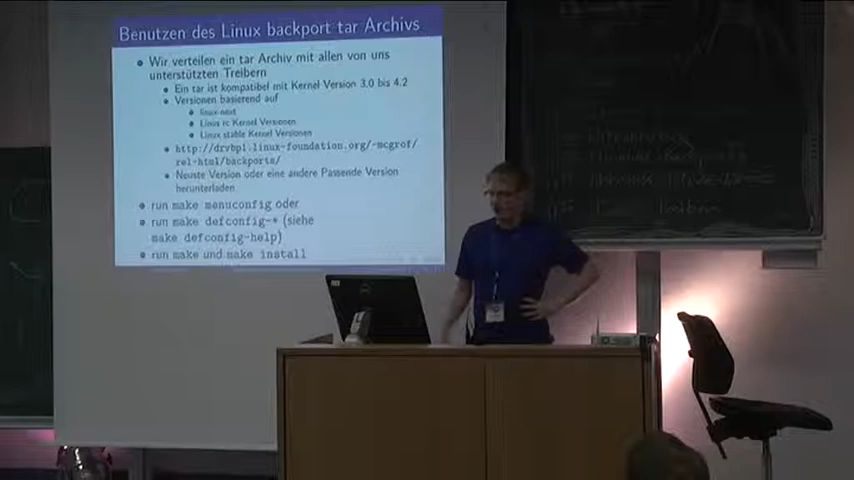 Benutzen des Linux backport tar Archivs
Wir verteilen ein tar Archiv mit allen von uns
unterstützten Treibern
Ein tar ist kompatibel mit Kernel Version 3.0 bis 4.2
Versionen basierend auf
linux-next
Linux rc Kernel Versionen
Linux stable Kernel Versionen
http://drvbp1.linux-foundation.org/~mcgrof/
rel-html/backports/
Neuste Version oder eine andere Passende Version
herunterladen
run make menuconfig oder
run make defconfig-* (siehe
make defconfig-help)
run make und make install